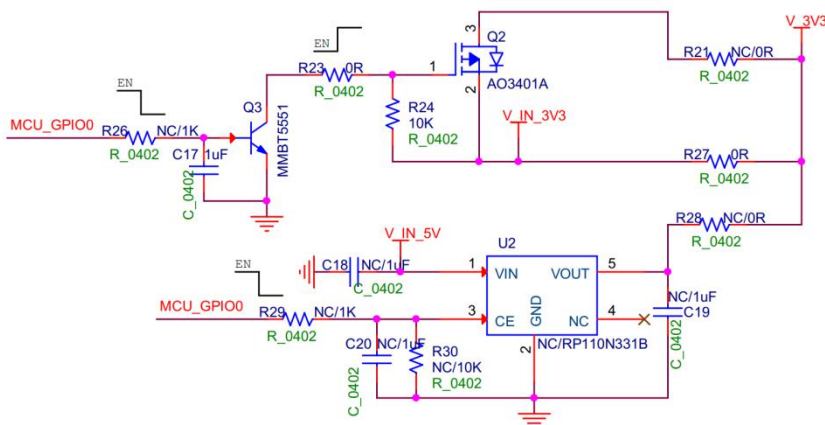 V_3V3
3
Q2
R21 NC/0R
R_0402
EN
R23 0R
R_0402
1
AO3401A
2
EN
R24
10K
R_0402
V_IN_3V3
MCU_GPIO0
R26 NC/1K
R_0402
Q3
MMBT5551
C17 1uF
C_0402
R27 0R
R_0402
R28 NC/0R
R_0402
V_IN_5V
U2
C18 NC/1uF
C_0402
1
VIN
VOUT
5
EN
MCU_GPIO0
R29 NC/1K
R_0402
3
CE
GND
NC
4
NC/1uF
C19
C_0402
C20 NC/1uF
C_0402
R30
NC/10K
R_0402
2
NC/RP110N331B